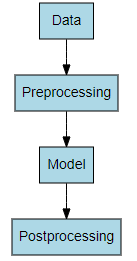 Data
Preprocessing
Model
Postprocessing